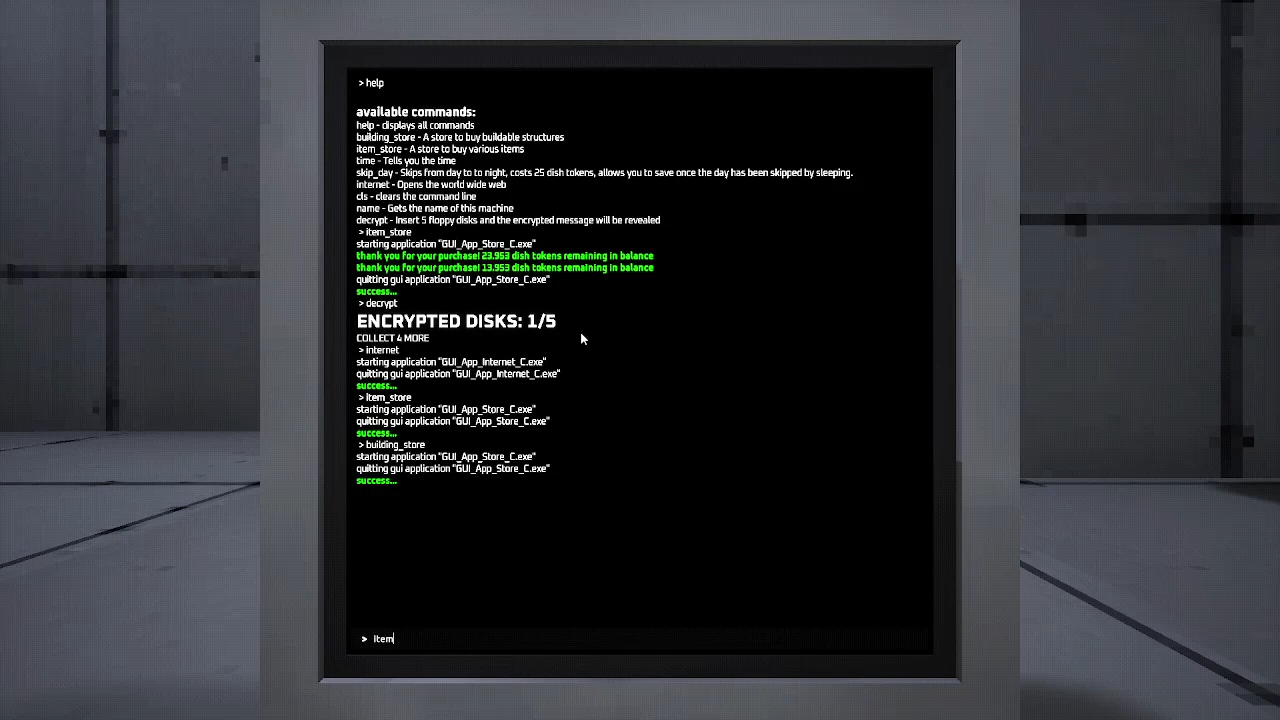 > help
available commands:
help - displays all commands
building_store - A store to buy buildable structures
item_store - A store to buy various items
time - Tells you the time
skip_day - Skips from day to to night, costs 25 dish tokens, allows you to save once the day has been skipped by sleeping.
internet - Opens the world wide web
cls - clears the command line
name - Gets the name of this machine
decrypt - Insert 5 floppy disks and the encrypted message will be revealed
> item_store
starting application "GUI_App_Store_C.exe"
thank you for your purchase! 23.953 dish tokens remaining in balance
thank you for your purchase! 13.953 dish tokens remaining in balance
quitting gui application "GUI_App_Store_C.exe"
success...
> decrypt
ENCRYPTED DISKS: 1/5
COLLECT 4 MORE
> internet
starting application "GUI_App_Internet_C.exe"
quitting gui application "GUI_App_Internet_C.exe"
success...
> item_store
starting application "GUI_App_Store_C.exe"
quitting gui application "GUI_App_Store_C.exe"
success...
> building_store
starting application "GUI_App_Store_C.exe"
quitting gui application "GUI_App_Store_C.exe"
success...
> item